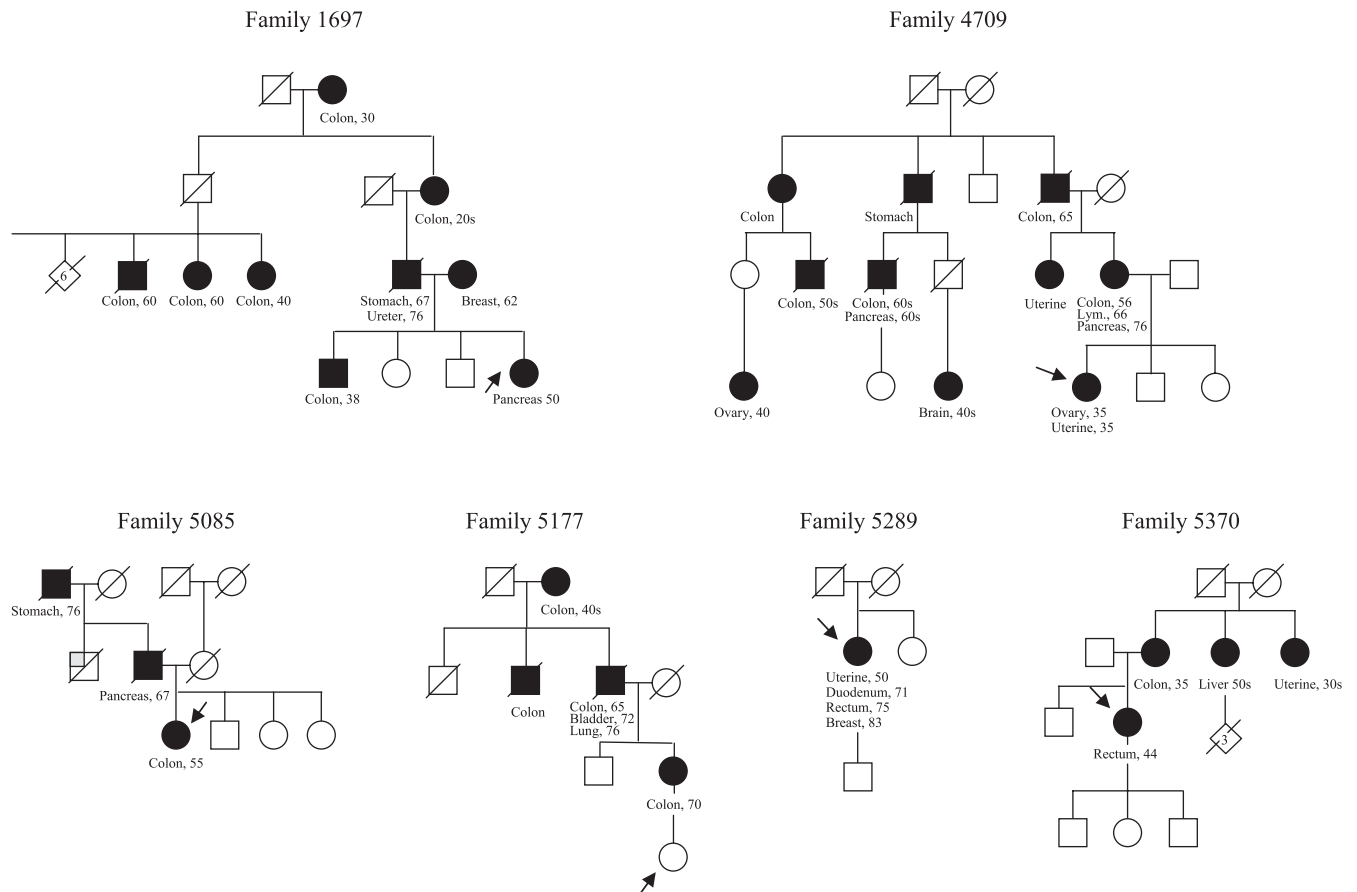 Family 1697
Colon, 30
Colon, 20s
6
Colon, 60
Colon, 60
Colon, 40
Stomach, 67
Ureter, 76
Breast, 62
Colon, 38
Pancreas 50
Family 4709
Colon
Stomach
Colon, 65
Colon, 50s
Colon, 60s
Pancreas, 60s
Uterine
Colon, 56
Lym., 66
Pancreas, 76
Ovary, 40
Brain, 40s
Ovary, 35
Uterine, 35
Family 5085
Stomach, 76
Pancreas, 67
Colon, 55
Family 5177
Colon, 40s
Colon
Colon, 65
Bladder, 72
Lung, 76
Colon, 70
Family 5289
Uterine, 50
Duodenum, 71
Rectum, 75
Breast, 83
Family 5370
Colon, 35
Liver 50s
Uterine, 30s
Rectum, 44
3